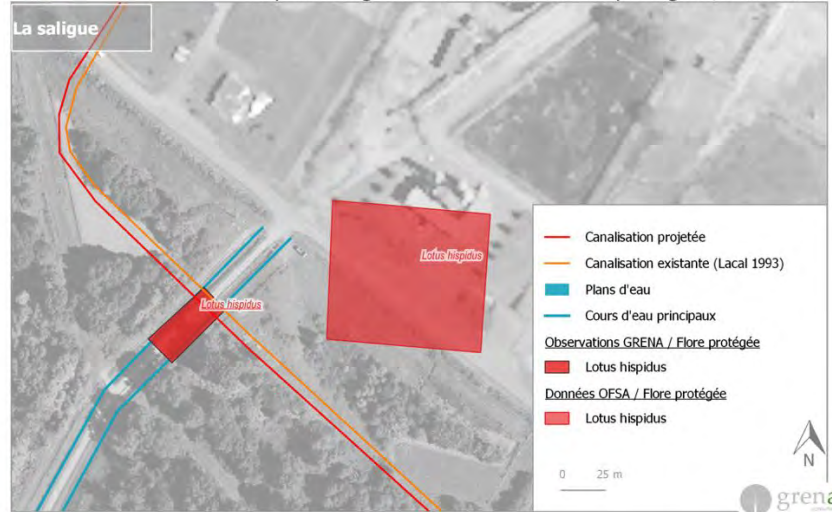 La saligue
Lotus hispidus
Lotus hispidus
Canalisation projetée
Canalisation existante (Lacal 1993)
Plans d'eau
Cours d'eau principaux
Observations GRENA / Flore protégée
Lotus hispidus
Données OFSA / Flore protégée
Lotus hispidus
0 25 m
N
grena